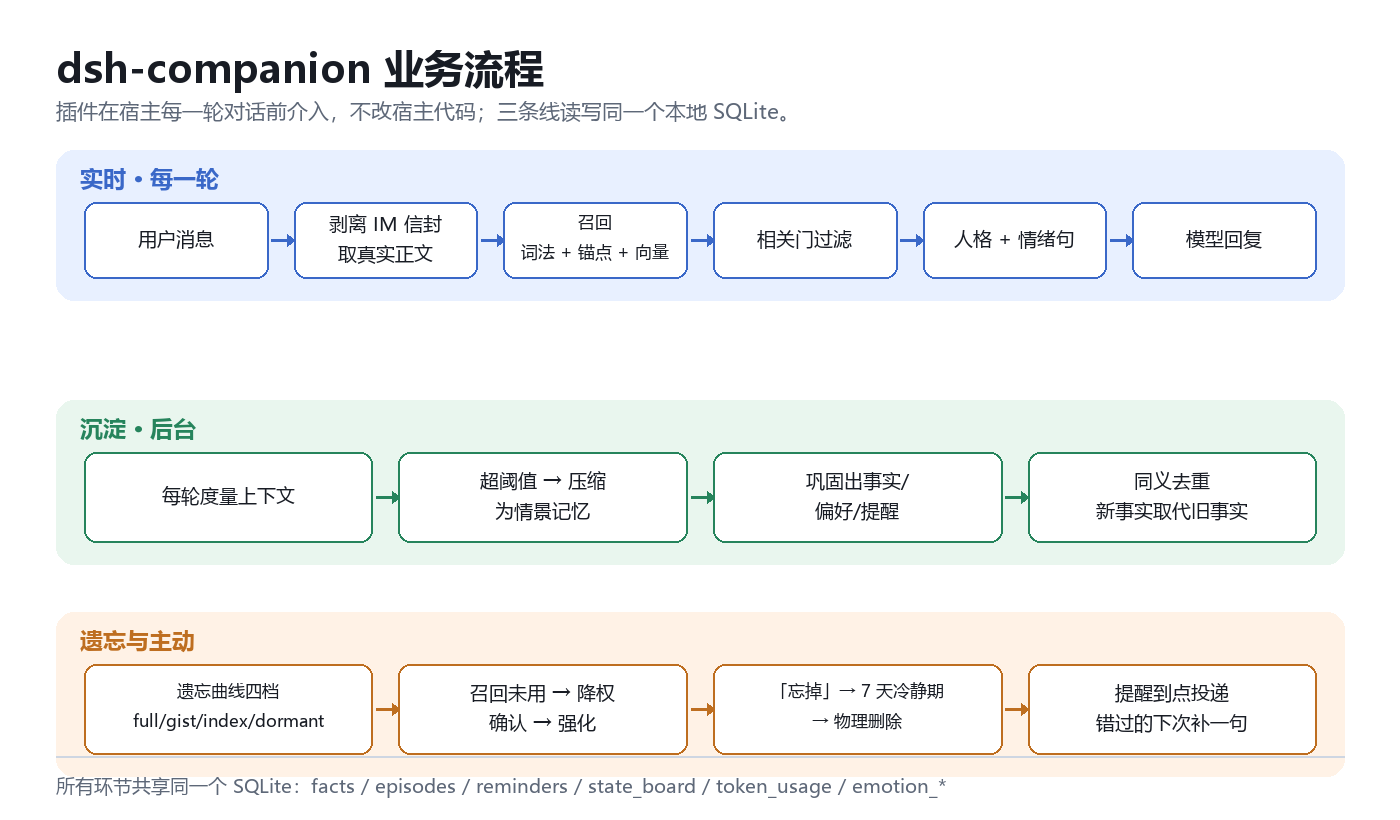 dsh-companion 业务流程
插件在宿主每一轮对话前介入，不改宿主代码；三条线读写同一个本地 SQLite。
实时·每一轮
用户消息
剥离 IM 信封
取真实正文
召回
词法 + 锚点 + 向量
相关门过滤
人格 + 情绪句
模型回复
沉淀·后台
每轮度量上下文
超阈值 → 压缩
为情景记忆
巩固出事实/
偏好/提醒
同义去重
新事实取代旧事实
遗忘与主动
遗忘曲线四档
full/gist/index/dormant
召回未用 → 降权
确认 → 强化
「忘掉」→ 7 天冷静期
→ 物理删除
提醒到点投递
错过的下次补一句
所有环节共享同一个 SQLite：facts / episodes / reminders / state_board / token_usage / emotion_*